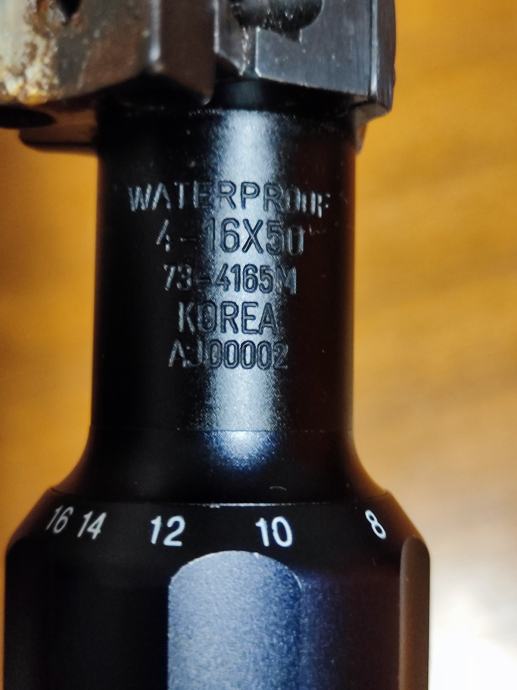 WATERPROOF
4-16X50
73-4165M
KOREA
AJ00002
16 14 12 10 8